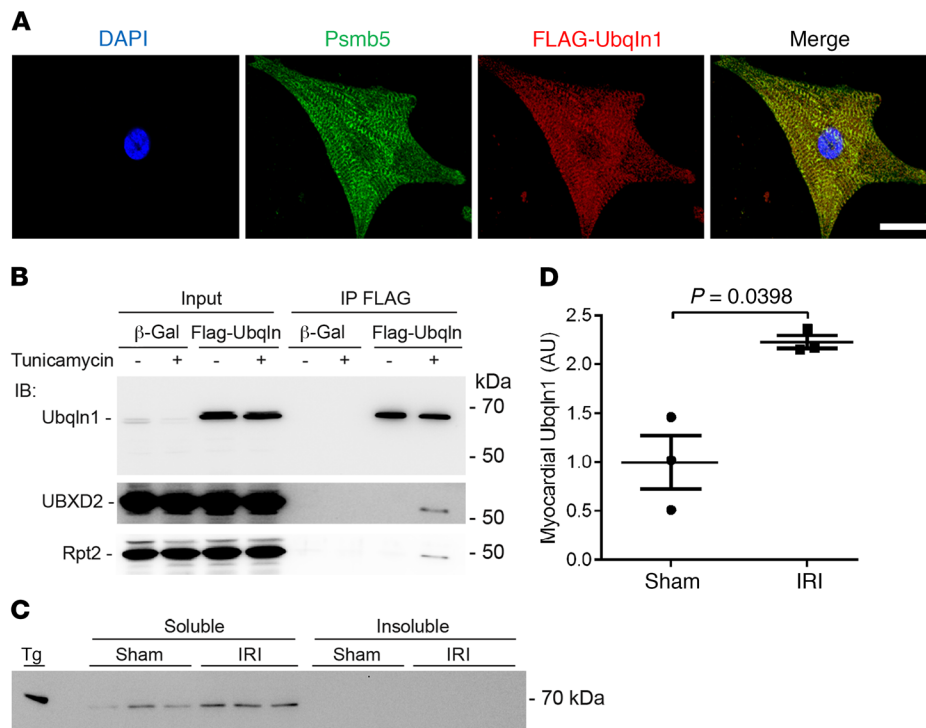 A
DAPI Psmb5 FLAG-Ubqln1 Merge
B
Input IP FLAG
β-Gal Flag-Ubqln β-Gal Flag-Ubqln
Tunicamycin - + - + - + - +
IB: kDa
Ubqln1 - - 70
- 50
UBXD2 - - 50
Rpt2 - - 50
C
Soluble Insoluble
Tg Sham IRI Sham IRI
- 70 kDa
D
P = 0.0398
Myocardial Ubqln1 (AU)
2.5
2.0
1.5
1.0
0.5
0.0
Sham IRI